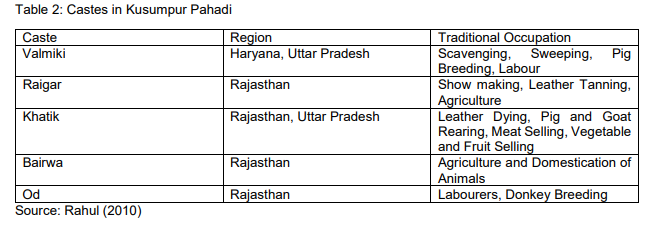 Table 2: Castes in Kusumpur Pahadi
Caste Region Traditional Occupation
Valmiki Haryana, Uttar Pradesh Scavenging, Sweeping, Pig
Breeding, Labour
Raigar Rajasthan Show making, Leather Tanning,
Agriculture
Khatik Rajasthan, Uttar Pradesh Leather Dying, Pig and Goat
Rearing, Meat Selling, Vegetable
and Fruit Selling
Bairwa Rajasthan Agriculture and Domestication of
Animals
Od Rajasthan Labourers, Donkey Breeding
Source: Rahul (2010)